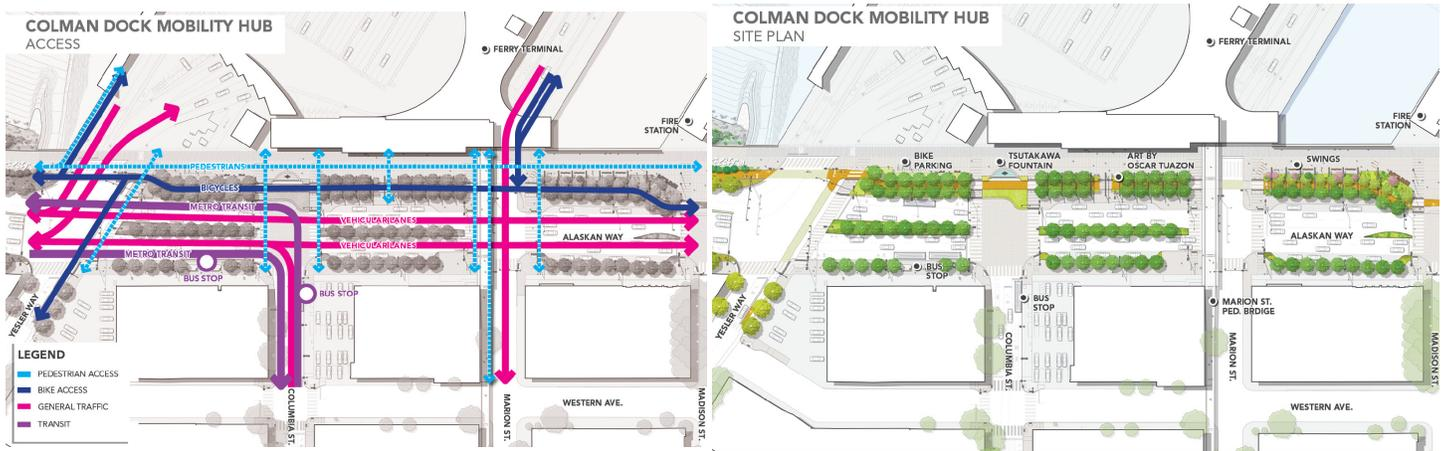 COLMAN DOCK MOBILITY HUB
ACCESS
FERRY TERMINAL
FIRE
STATION
PEDESTRIANS
BICYCLES
METRO TRANSIT
VEHICULAR LANES
ALASKAN WAY
VEHICULAR LANES
METRO TRANSIT
BUS STOP
BUS STOP
YESLER WAY
LEGEND
PEDESTRIAN ACCESS
BIKE ACCESS
GENERAL TRAFFIC
TRANSIT
COLUMBIA ST.
MARION ST.
WESTERN AVE.
MADISON ST.
COLMAN DOCK MOBILITY HUB
SITE PLAN
FERRY TERMINAL
FIRE
STATION
BIKE
PARKING
TSUTAKAWA
FOUNTAIN
ART BY
OSCAR TUAZON
SWINGS
ALASKAN WAY
BUS
STOP
BUS
STOP
MARION ST.
PED. BRDIGE
YESLER WAY
COLUMBIA ST.
MARION ST.
MADISON ST.
WESTERN AVE.